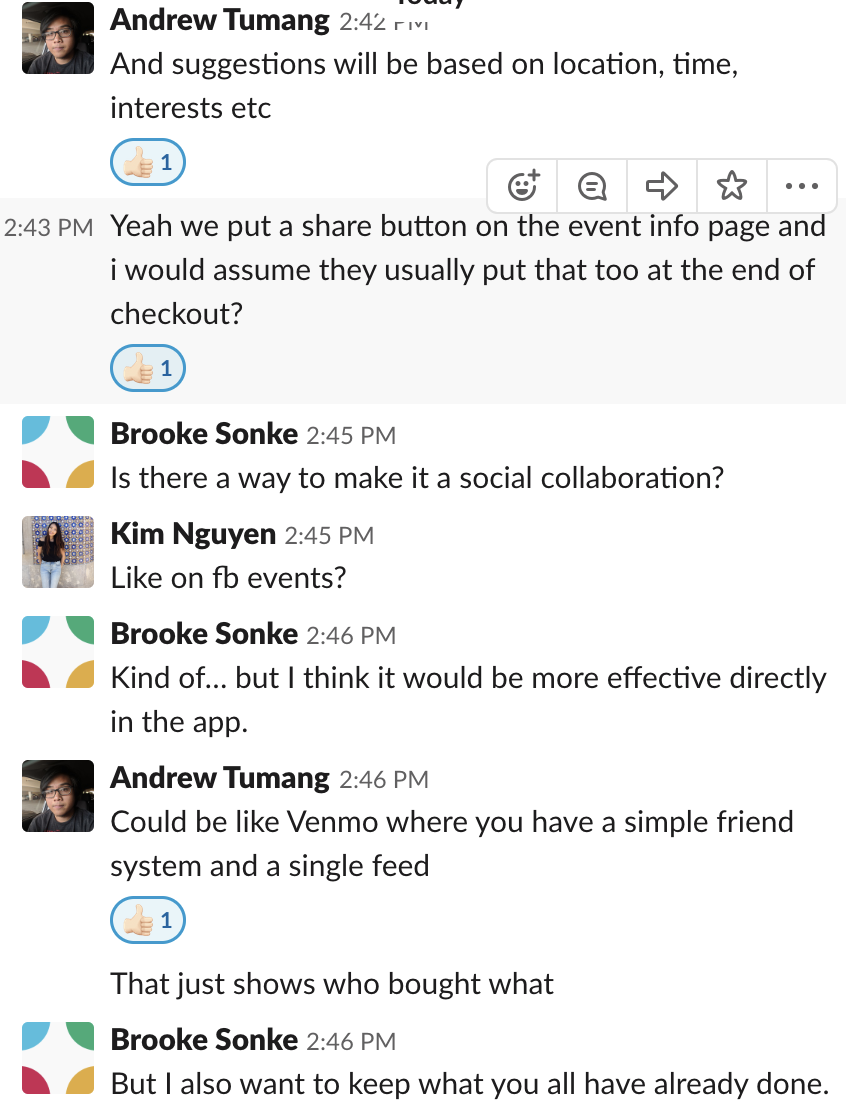 Today
Andrew Tumang 2:42 PM
And suggestions will be based on location, time,
interests etc
1
2:43 PM Yeah we put a share button on the event info page and
i would assume they usually put that too at the end of
checkout?
1
Brooke Sonke 2:45 PM
Is there a way to make it a social collaboration?
Kim Nguyen 2:45 PM
Like on fb events?
Brooke Sonke 2:46 PM
Kind of... but I think it would be more effective directly
in the app.
Andrew Tumang 2:46 PM
Could be like Venmo where you have a simple friend
system and a single feed
1
That just shows who bought what
Brooke Sonke 2:46 PM
But I also want to keep what you all have already done.